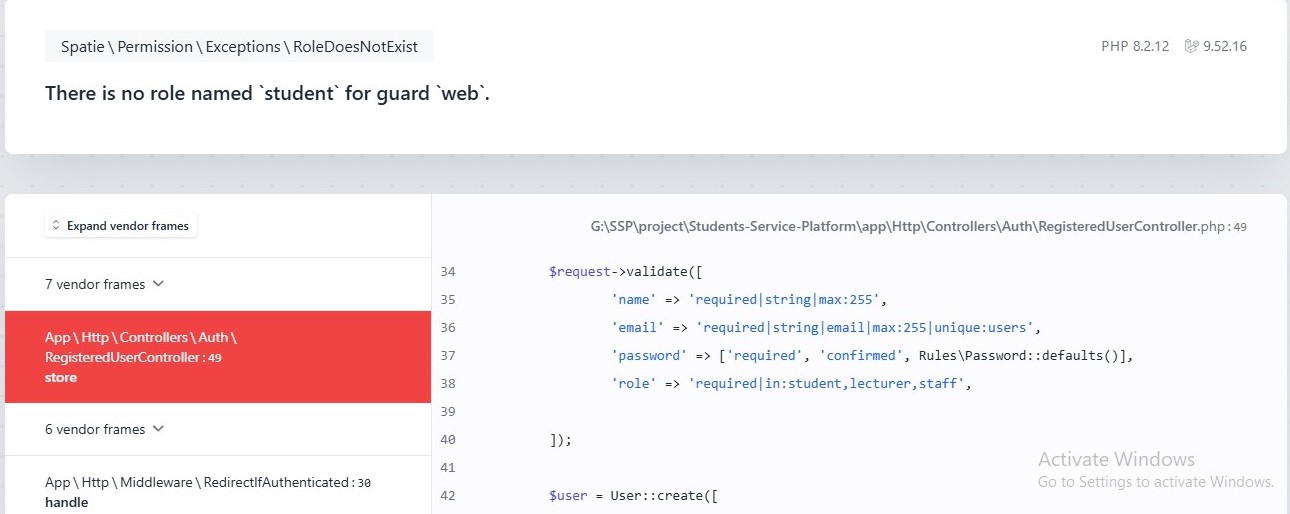 Spatie \ Permission \ Exceptions \ RoleDoesNotExist
PHP 8.2.12 9.52.16
There is no role named `student` for guard `web`.
Expand vendor frames
7 vendor frames
App \ Http \ Controllers \ Auth \
RegisteredUserController : 49
store
6 vendor frames
App \ Http \ Middleware \ RedirectIfAuthenticated : 30
handle
G:\SSP\project\Students-Service-Platform\app\Http\Controllers\Auth\RegisteredUserController.php : 49
34 $request->validate([
35 'name' => 'required|string|max:255',
36 'email' => 'required|string|email|max:255|unique:users',
37 'password' => ['required', 'confirmed', Rules\Password::defaults()],
38 'role' => 'required|in:student,lecturer,staff',
39
40 ]);
41
42 $user = User::create([
Activate Windows
Go to Settings to activate Windows.